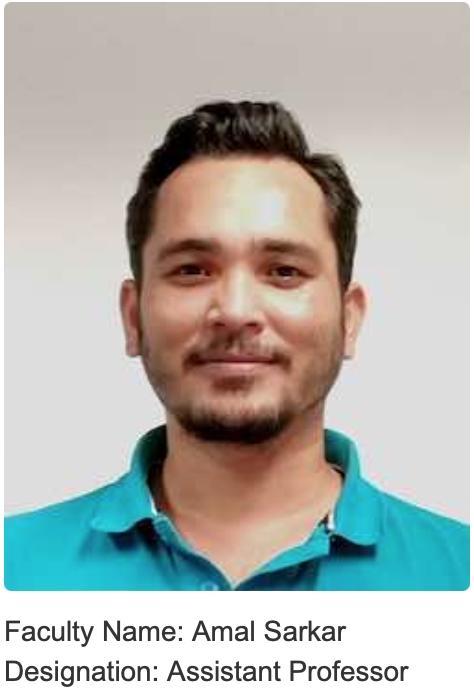 Faculty Name: Amal Sarkar
Designation: Assistant Professor